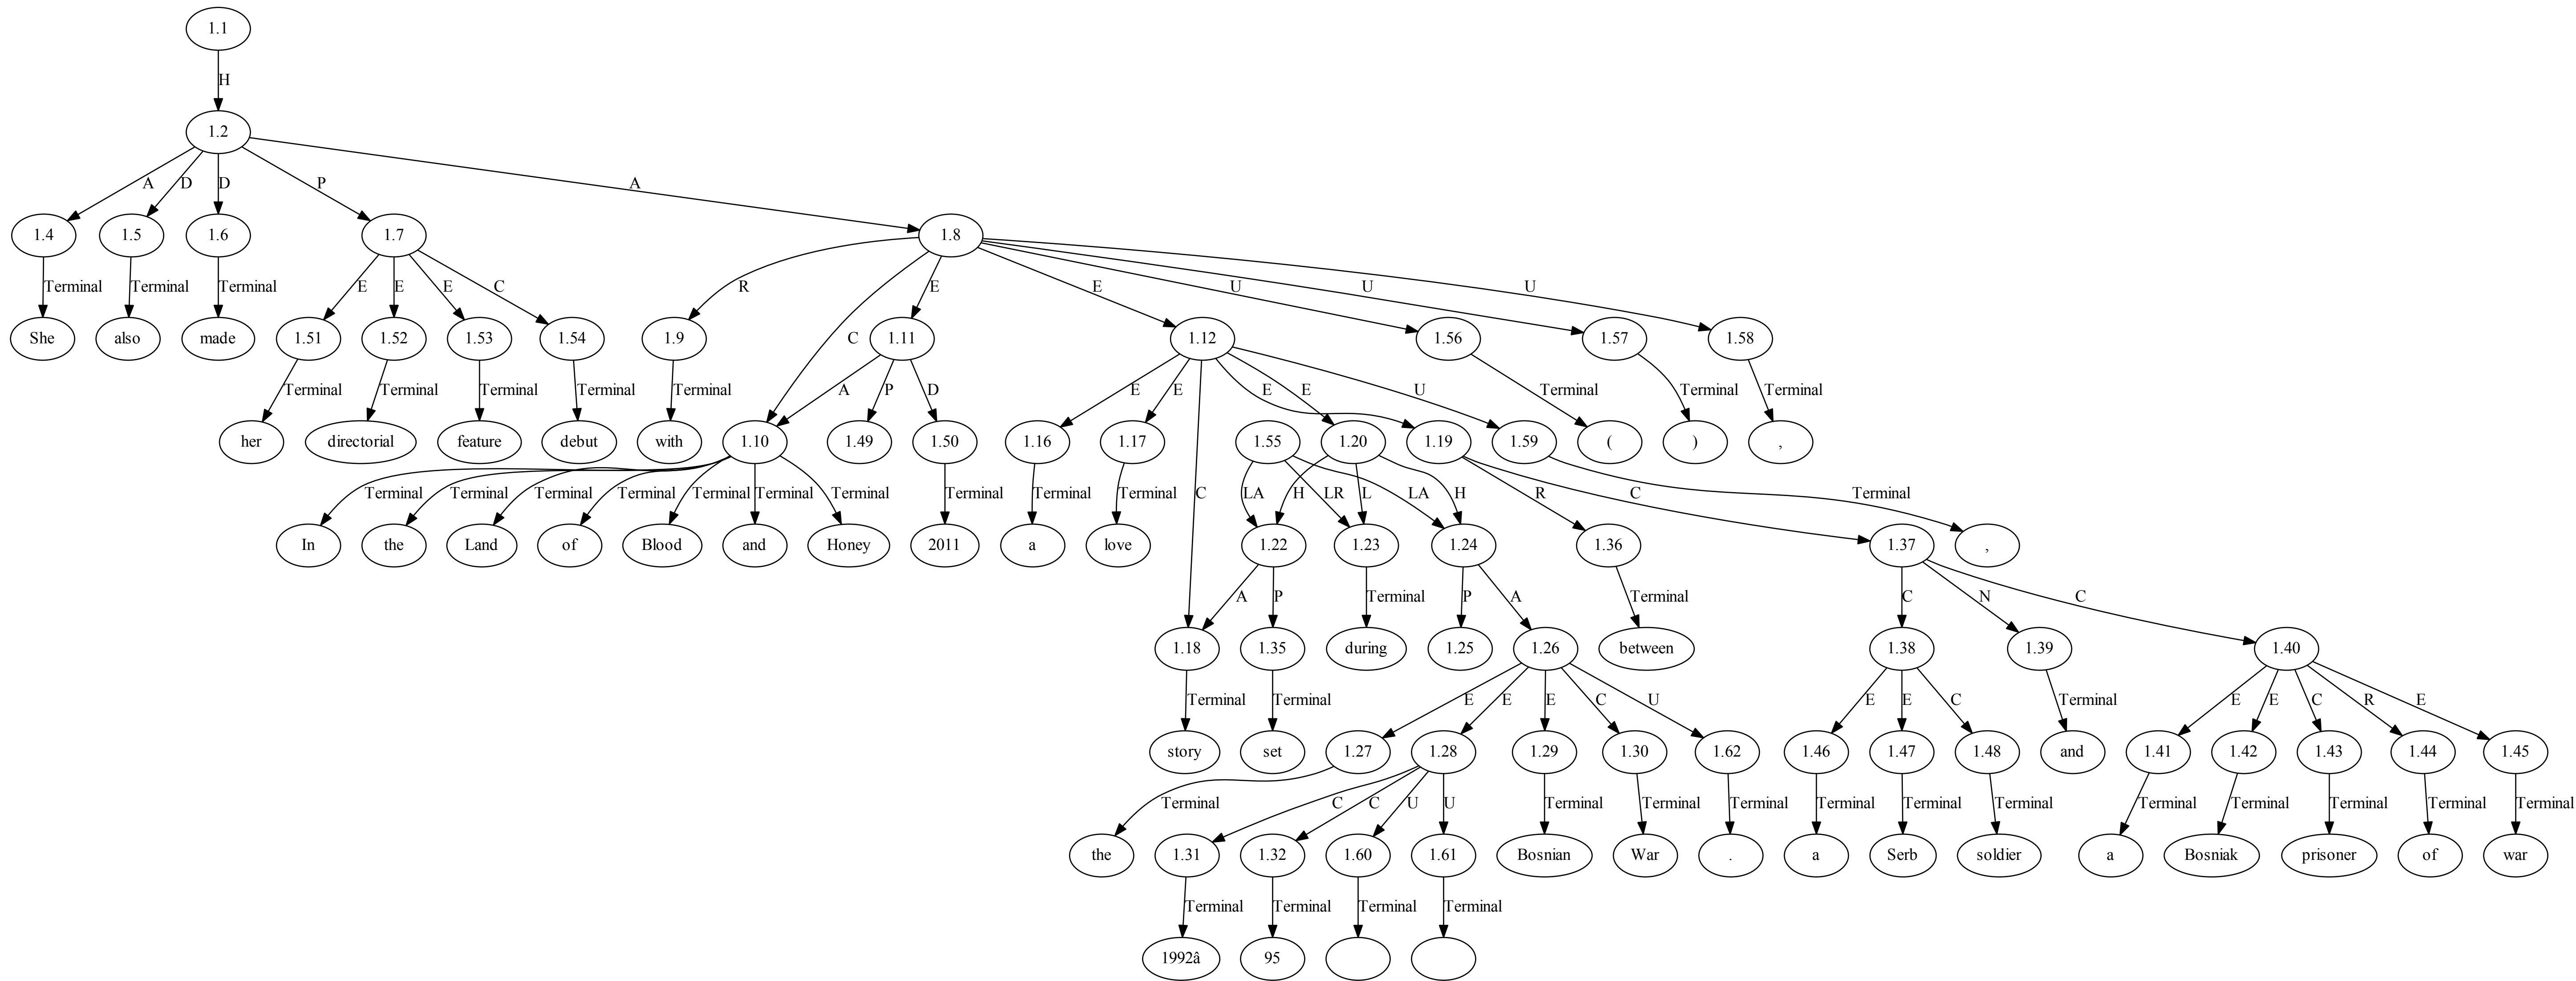 1.1
H
1.2
A D D P A
1.4 1.5 1.6 1.7 1.8
Terminal Terminal Terminal E E E C R C E E U U U
She also made 1.51 1.52 1.53 1.54 1.9 1.11 1.12 1.56 1.57 1.58
Terminal Terminal Terminal Terminal Terminal A P D E E C E E U Terminal Terminal Terminal
her directorial feature debut with 1.10 1.49 1.50 1.16 1.17 1.55 1.20 1.19 1.59 ( ) ,
Terminal Terminal Terminal Terminal Terminal Terminal Terminal Terminal Terminal Terminal LA H LR L LA H R C Terminal
In the Land of Blood and Honey 2011 a love 1.22 1.23 1.24 1.36 1.37 ,
A P Terminal P A Terminal C N C
1.18 1.35 during 1.25 1.26 between 1.38 1.39 1.40
Terminal Terminal E E E C U E E C Terminal E E C R E
story set 1.27 1.28 1.29 1.30 1.62 1.46 1.47 1.48 and 1.41 1.42 1.43 1.44 1.45
Terminal C C U U Terminal Terminal Terminal Terminal Terminal Terminal Terminal Terminal Terminal Terminal Terminal
the 1.31 1.32 1.60 1.61 Bosnian War . a Serb soldier a Bosniak prisoner of war
Terminal Terminal Terminal Terminal
1992â 95